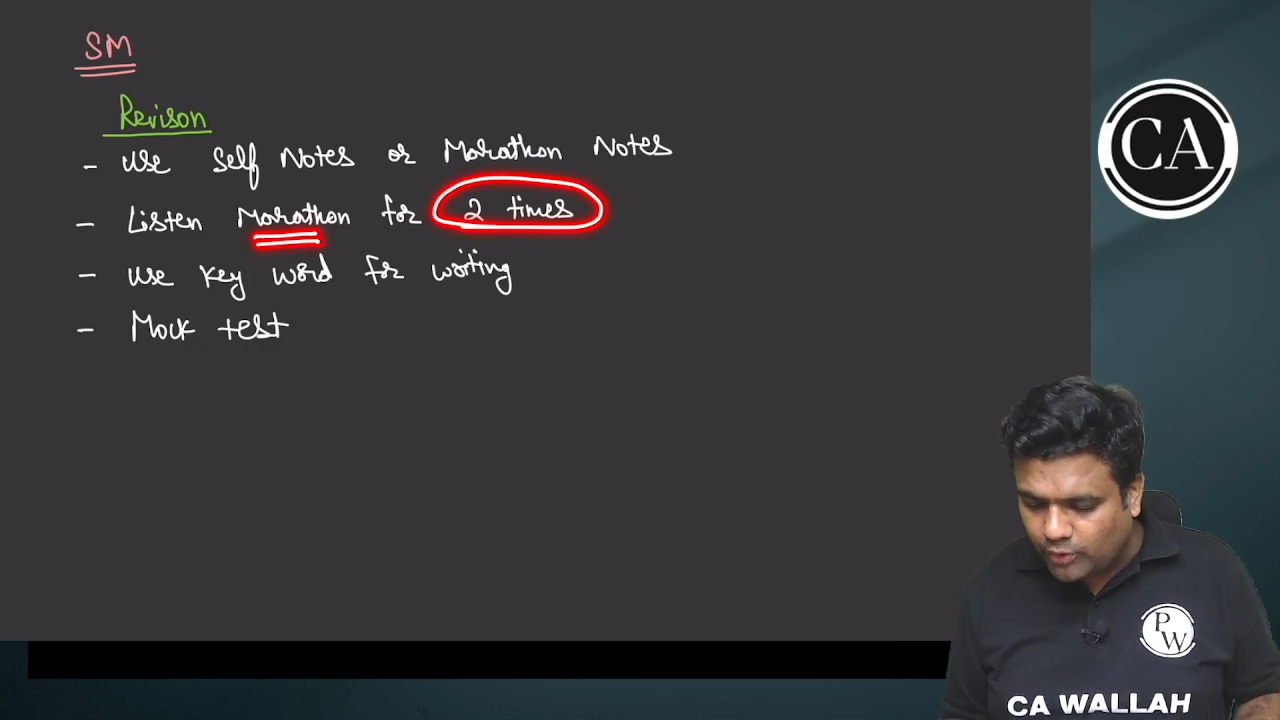 SM
Revison
- Use Self Notes or Marathon Notes
- Listen Marathon for 2 times
- Use Key word for writing
- Mock test
CA
P
W
CA WALLAH